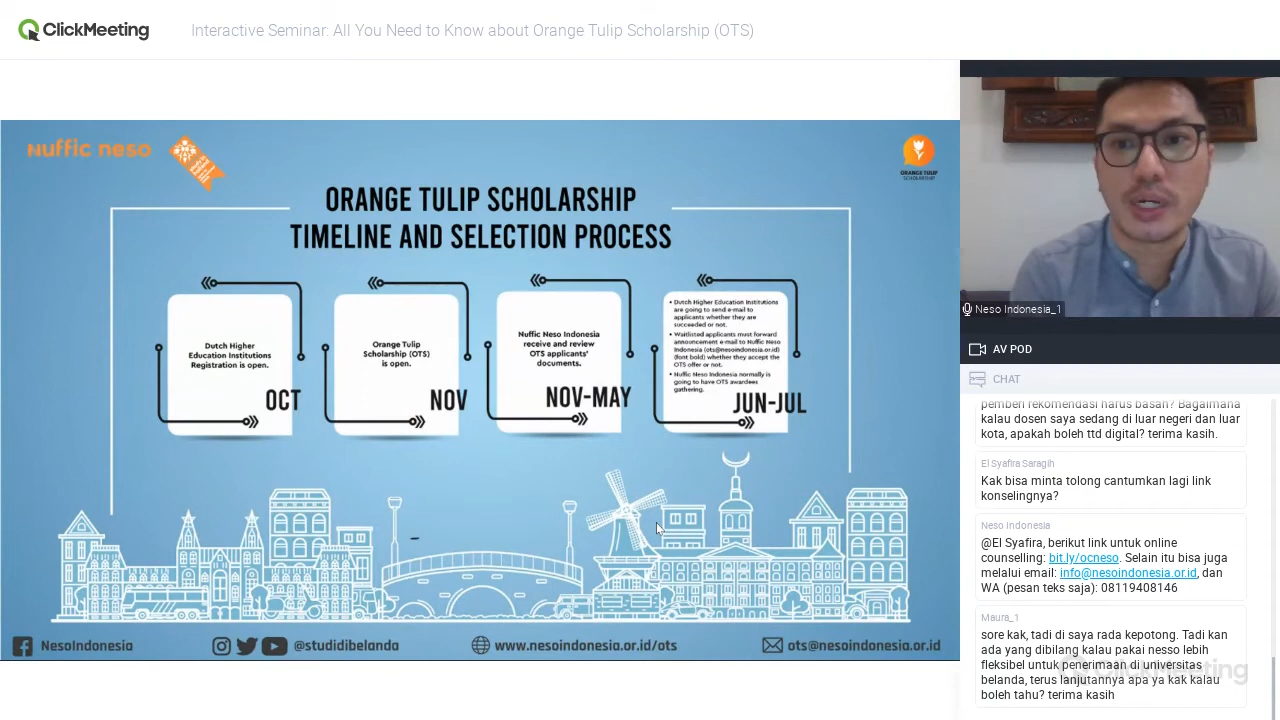 ClickMeeting
Interactive Seminar: All You Need to Know about Orange Tulip Scholarship (OTS)
Nuffic neso
ORANGE TULIP
SCHOLARSHIP
ORANGE TULIP SCHOLARSHIP
TIMELINE AND SELECTION PROCESS
Dutch Higher
Education Institutions
Registration is open.
OCT
Orange Tulip
Scholarship (OTS)
is open.
NOV
Nuffic Neso Indonesia
receive and review
OTS applicants'
documents.
NOV-MAY
• Dutch Higher Education Institutions
are going to send e-mail to
applicants whether they are
succeeded or not.
• Waitlisted applicants must forward
announcement e-mail to Nuffic Neso
Indonesia (ots@nesoindonesia.or.id)
(font bold) whether they accept the
OTS offer or not.
• Nuffic Neso Indonesia normally is
going to have OTS awardees
gathering.
JUN-JUL
NesoIndonesia
@studidibelanda
www.nesoindonesia.or.id/ots
ots@nesoindonesia.or.id
Neso Indonesia_1
AV POD
CHAT
pemberi rekomendasi harus basah? Bagaimana
kalau dosen saya sedang di luar negeri dan luar
kota, apakah boleh ttd digital? terima kasih.
El Syafira Saragih
Kak bisa minta tolong cantumkan lagi link
konselingnya?
Neso Indonesia
@El Syafira, berikut link untuk online
counselling: bit.ly/ocneso. Selain itu bisa juga
melalui email: info@nesoindonesia.or.id, dan
WA (pesan teks saja): 08119408146
Maura_1
sore kak, tadi di saya rada kepotong. Tadi kan
ada yang dibilang kalau pakai nesso lebih
fleksibel untuk penerimaan di universitas
belanda, terus lanjutannya apa ya kak kalau
boleh tahu? terima kasih
ClickMeeting